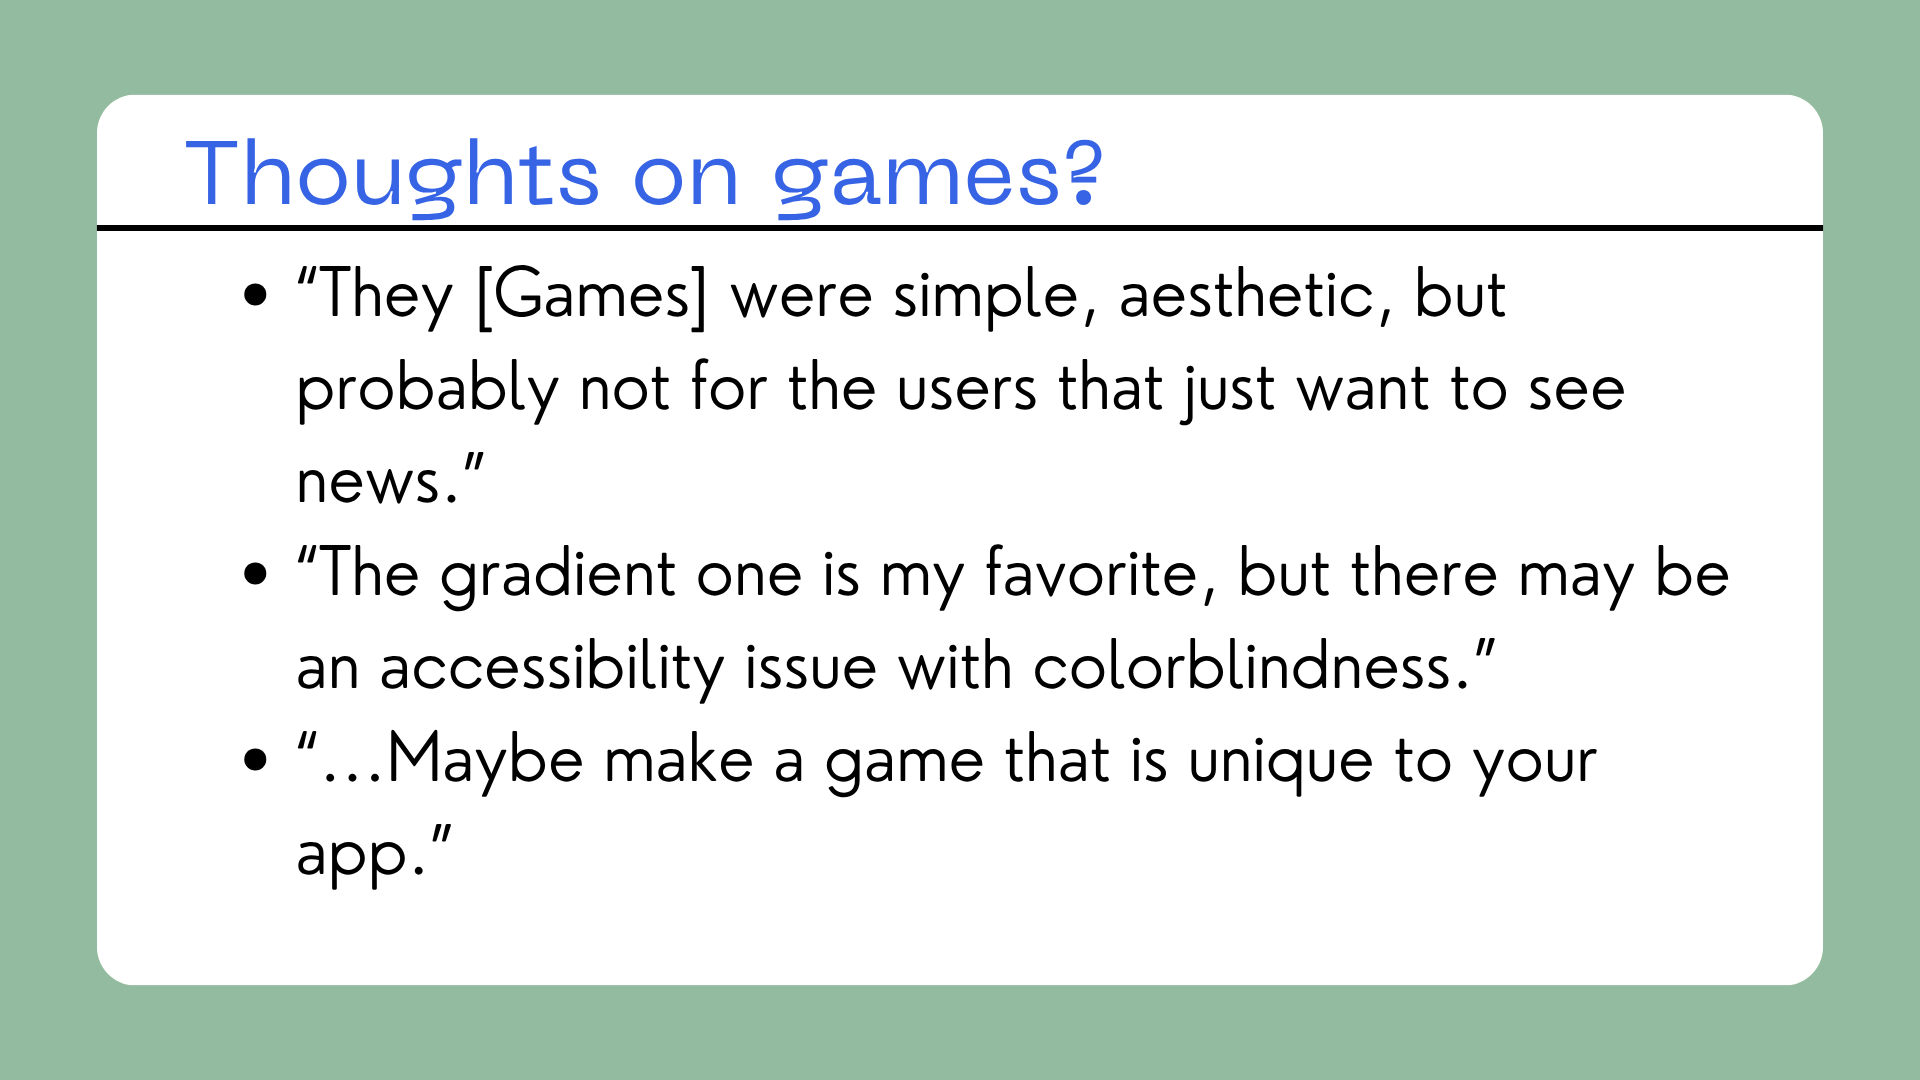 Thoughts on games?
• “They [Games] were simple, aesthetic, but
probably not for the users that just want to see
news.”
• “The gradient one is my favorite, but there may be
an accessibility issue with colorblindness.”
• “...Maybe make a game that is unique to your
app.”